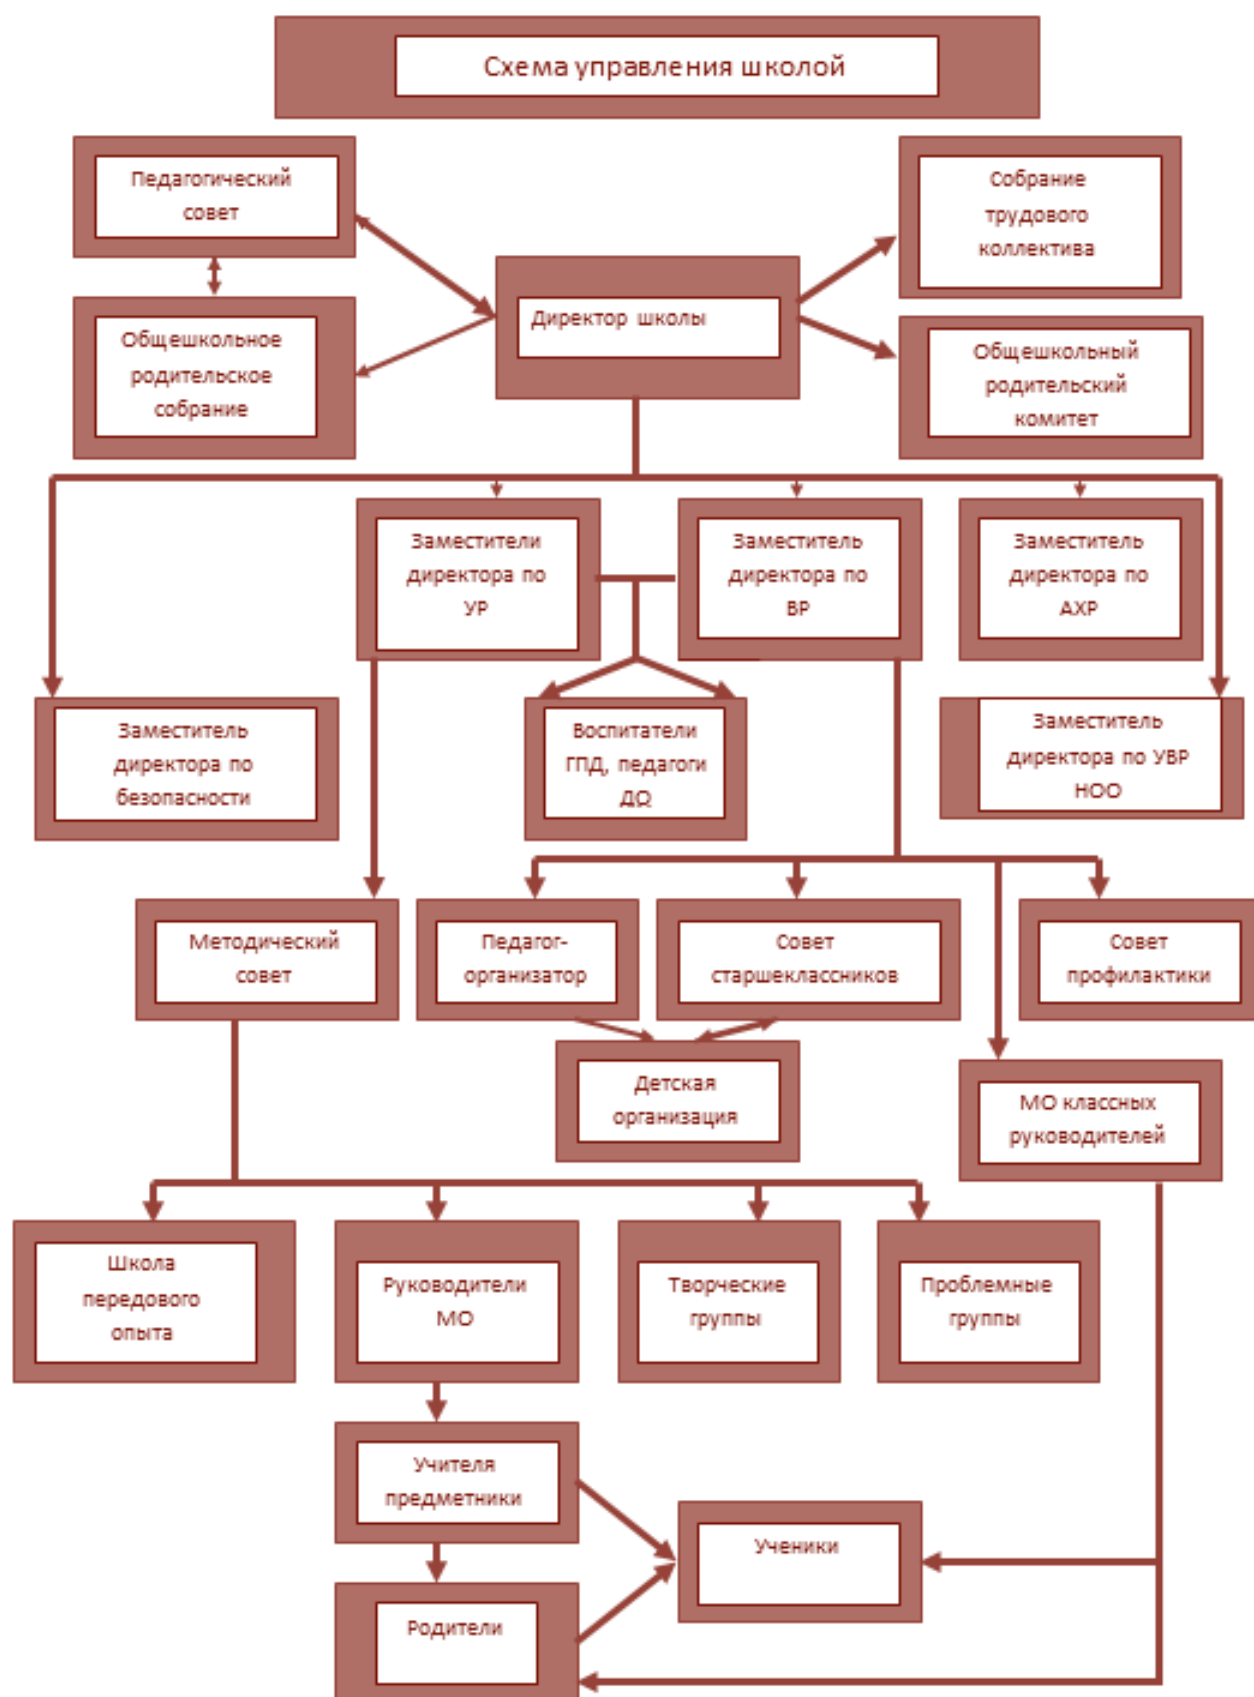 Схема управления школой
Педагогический
совет
Собрание
трудового
коллектива
Общешкольное
родительское
собрание
Директор школы
Общешкольный
родительский
комитет
Заместители
директора по
УР
Заместитель
директора по
ВР
Заместитель
директора по
АХР
Заместитель
директора по
безопасности
Воспитатели
ГПД, педагоги
ДО
Заместитель
директора по УВР
НОО
Методический
совет
Педагог-
организатор
Совет
старшеклассников
Совет
профилактики
Детская
организация
МО классных
руководителей
Школа
передового
опыта
Руководители
МО
Творческие
группы
Проблемные
группы
Учителя
предметники
Ученики
Родители